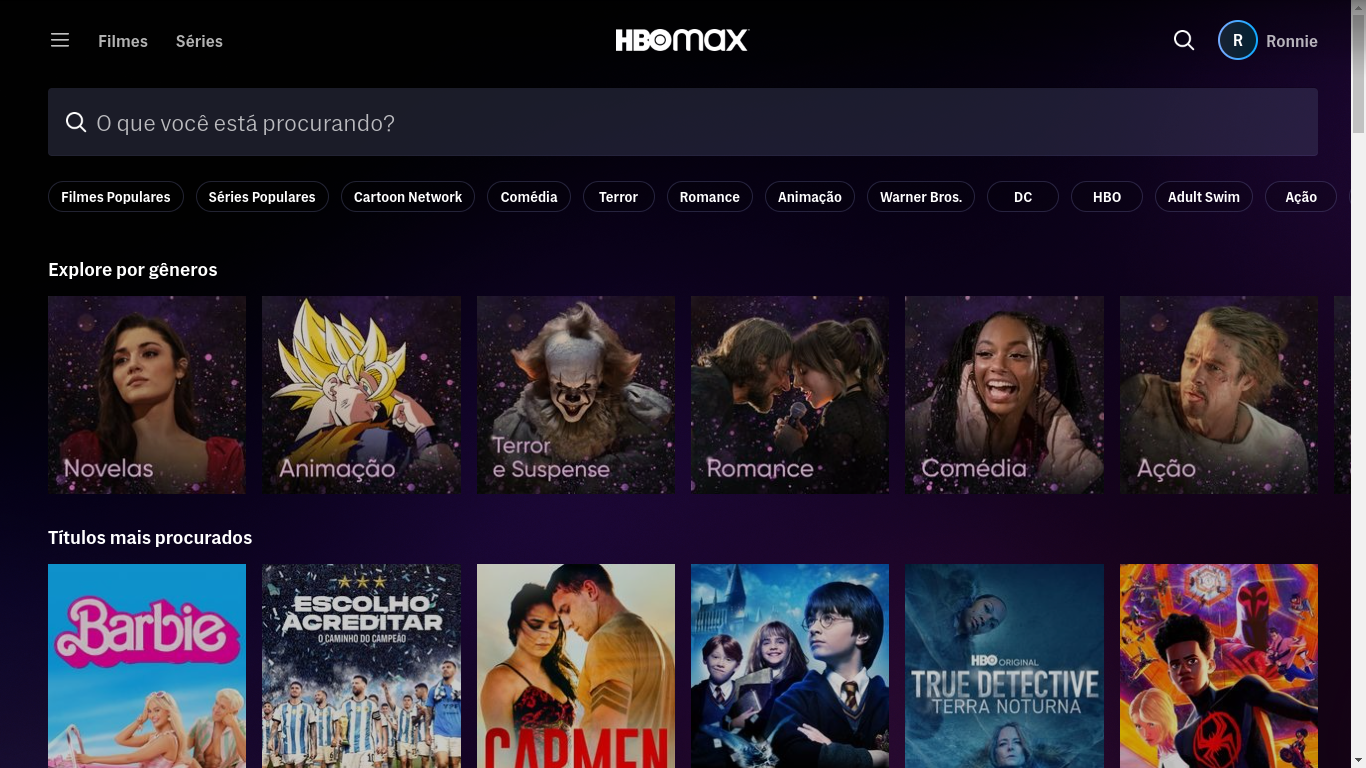 Filmes
Séries
HBOmax
R
Ronnie
O que você está procurando?
Filmes Populares
Séries Populares
Cartoon Network
Comédia
Terror
Romance
Animação
Warner Bros.
DC
HBO
Adult Swim
Ação
Explore por gêneros
Novelas
Animação
Terror
e Suspense
Romance
Comédia
Ação
Títulos mais procurados
Barbie
ESCOLHO
ACREDITAR
O CAMINHO DO CAMPEÃO
CARMEN
HBO ORIGINAL
TRUE DETECTIVE
TERRA NOTURNA